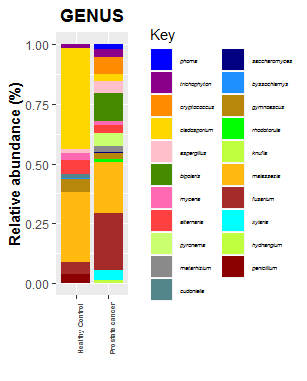 GENUS
Relative abundance (%)
1.00
0.75
0.50
0.25
0.00
Healthy Control
Prostate cancer
Key
phoma
trichophyton
cryptococcus
cladosporium
aspergillus
bipolaris
mycena
alternaria
pyronema
metarhizium
cudoniella
saccharomyces
byssochlamys
gymnoascus
rhodotorula
knufia
malassezia
fusarium
xylaria
hydnangium
penicillium